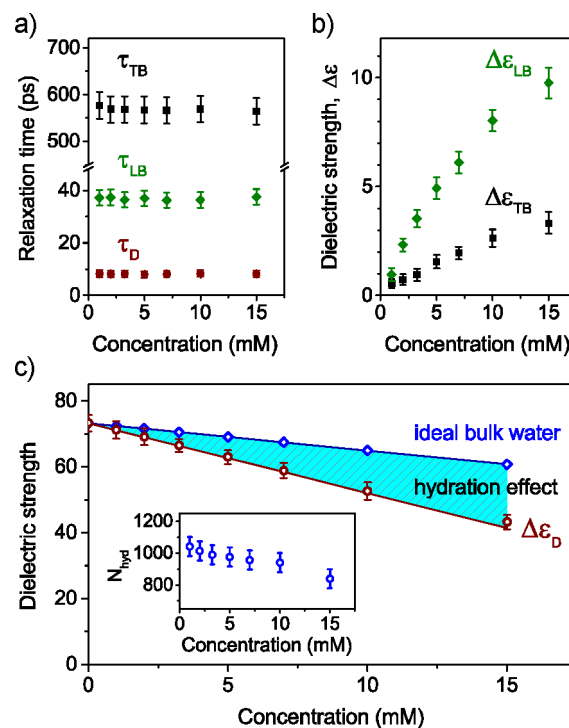 a)
700
600
500
40
20
0
Relaxation time (ps)
τTB
τLB
τD
0 5 10 15
Concentration (mM)
b)
10
5
0
Dielectric strength, Δε
ΔεLB
ΔεTB
0 5 10 15
Concentration (mM)
c)
80
60
40
20
0
Dielectric strength
ideal bulk water
hydration effect
ΔεD
1200
1000
800
Nhyd
0 5 10 15
Concentration (mM)
0 5 10 15
Concentration (mM)